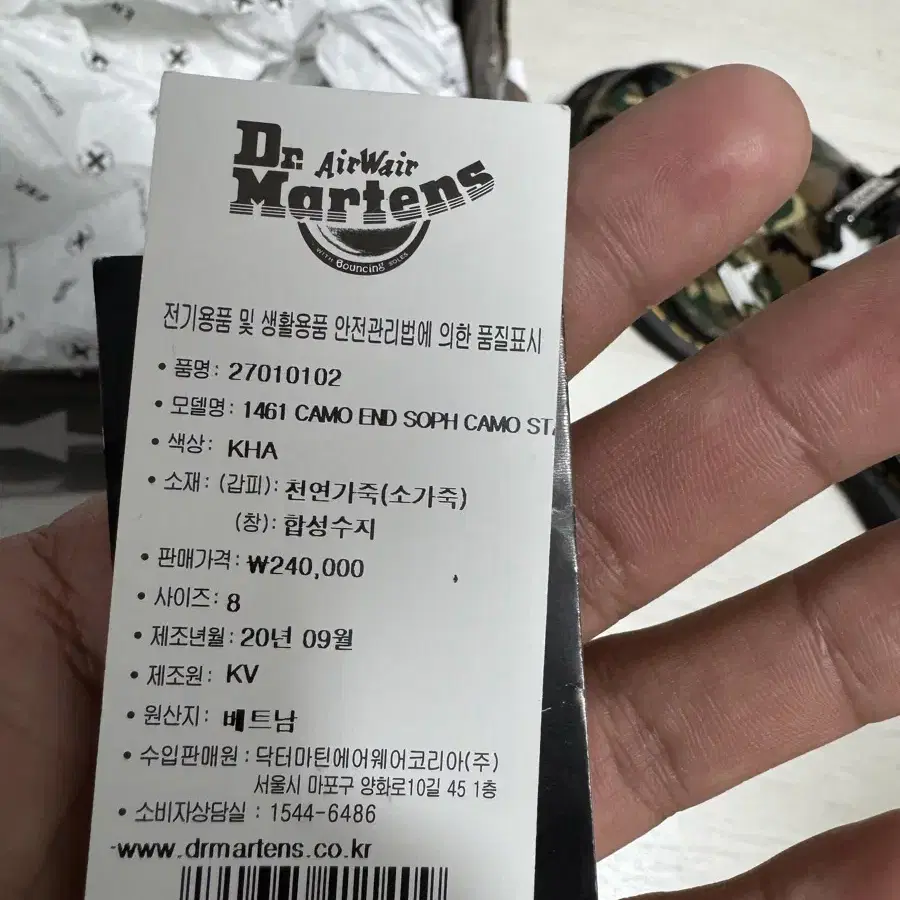 Dr. AirWair
Martens
WITH Bouncing SOLES
전기용품 및 생활용품 안전관리법에 의한 품질표시
• 품명: 27010102
• 모델명: 1461 CAMO END SOPH CAMO STA
• 색상: KHA
• 소재: (갑피): 천연가죽(소가죽)
(창): 합성수지
• 판매가격: ₩240,000
• 사이즈: 8
• 제조년월: 20년 09월
• 제조원: KV
• 원산지: 베트남
• 수입판매원 : 닥터마틴에어웨어코리아(주)
서울시 마포구 양화로10길 45 1층
• 소비자상담실 : 1544-6486
-www.drmartens.co.kr